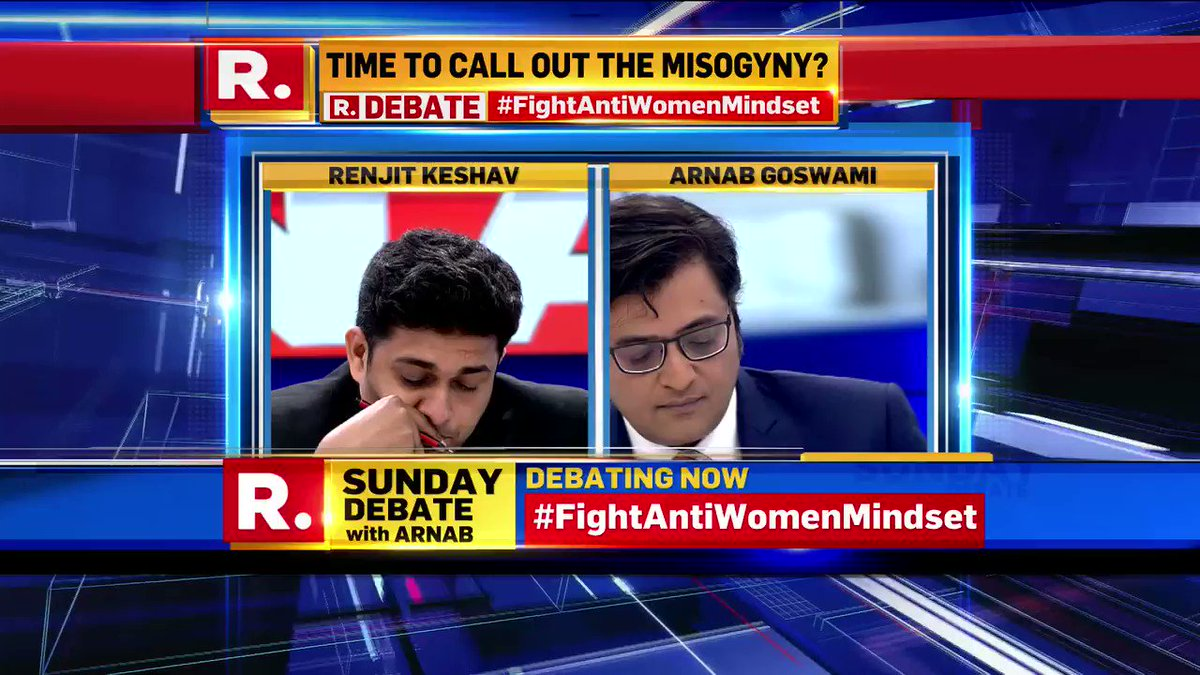 R.
TIME TO CALL OUT THE MISOGYNY?
R. DEBATE
#FightAntiWomenMindset
RENJIT KESHAV
ARNAB GOSWAMI
R.
SUNDAY
DEBATE
with ARNAB
DEBATING NOW
#FightAntiWomenMindset